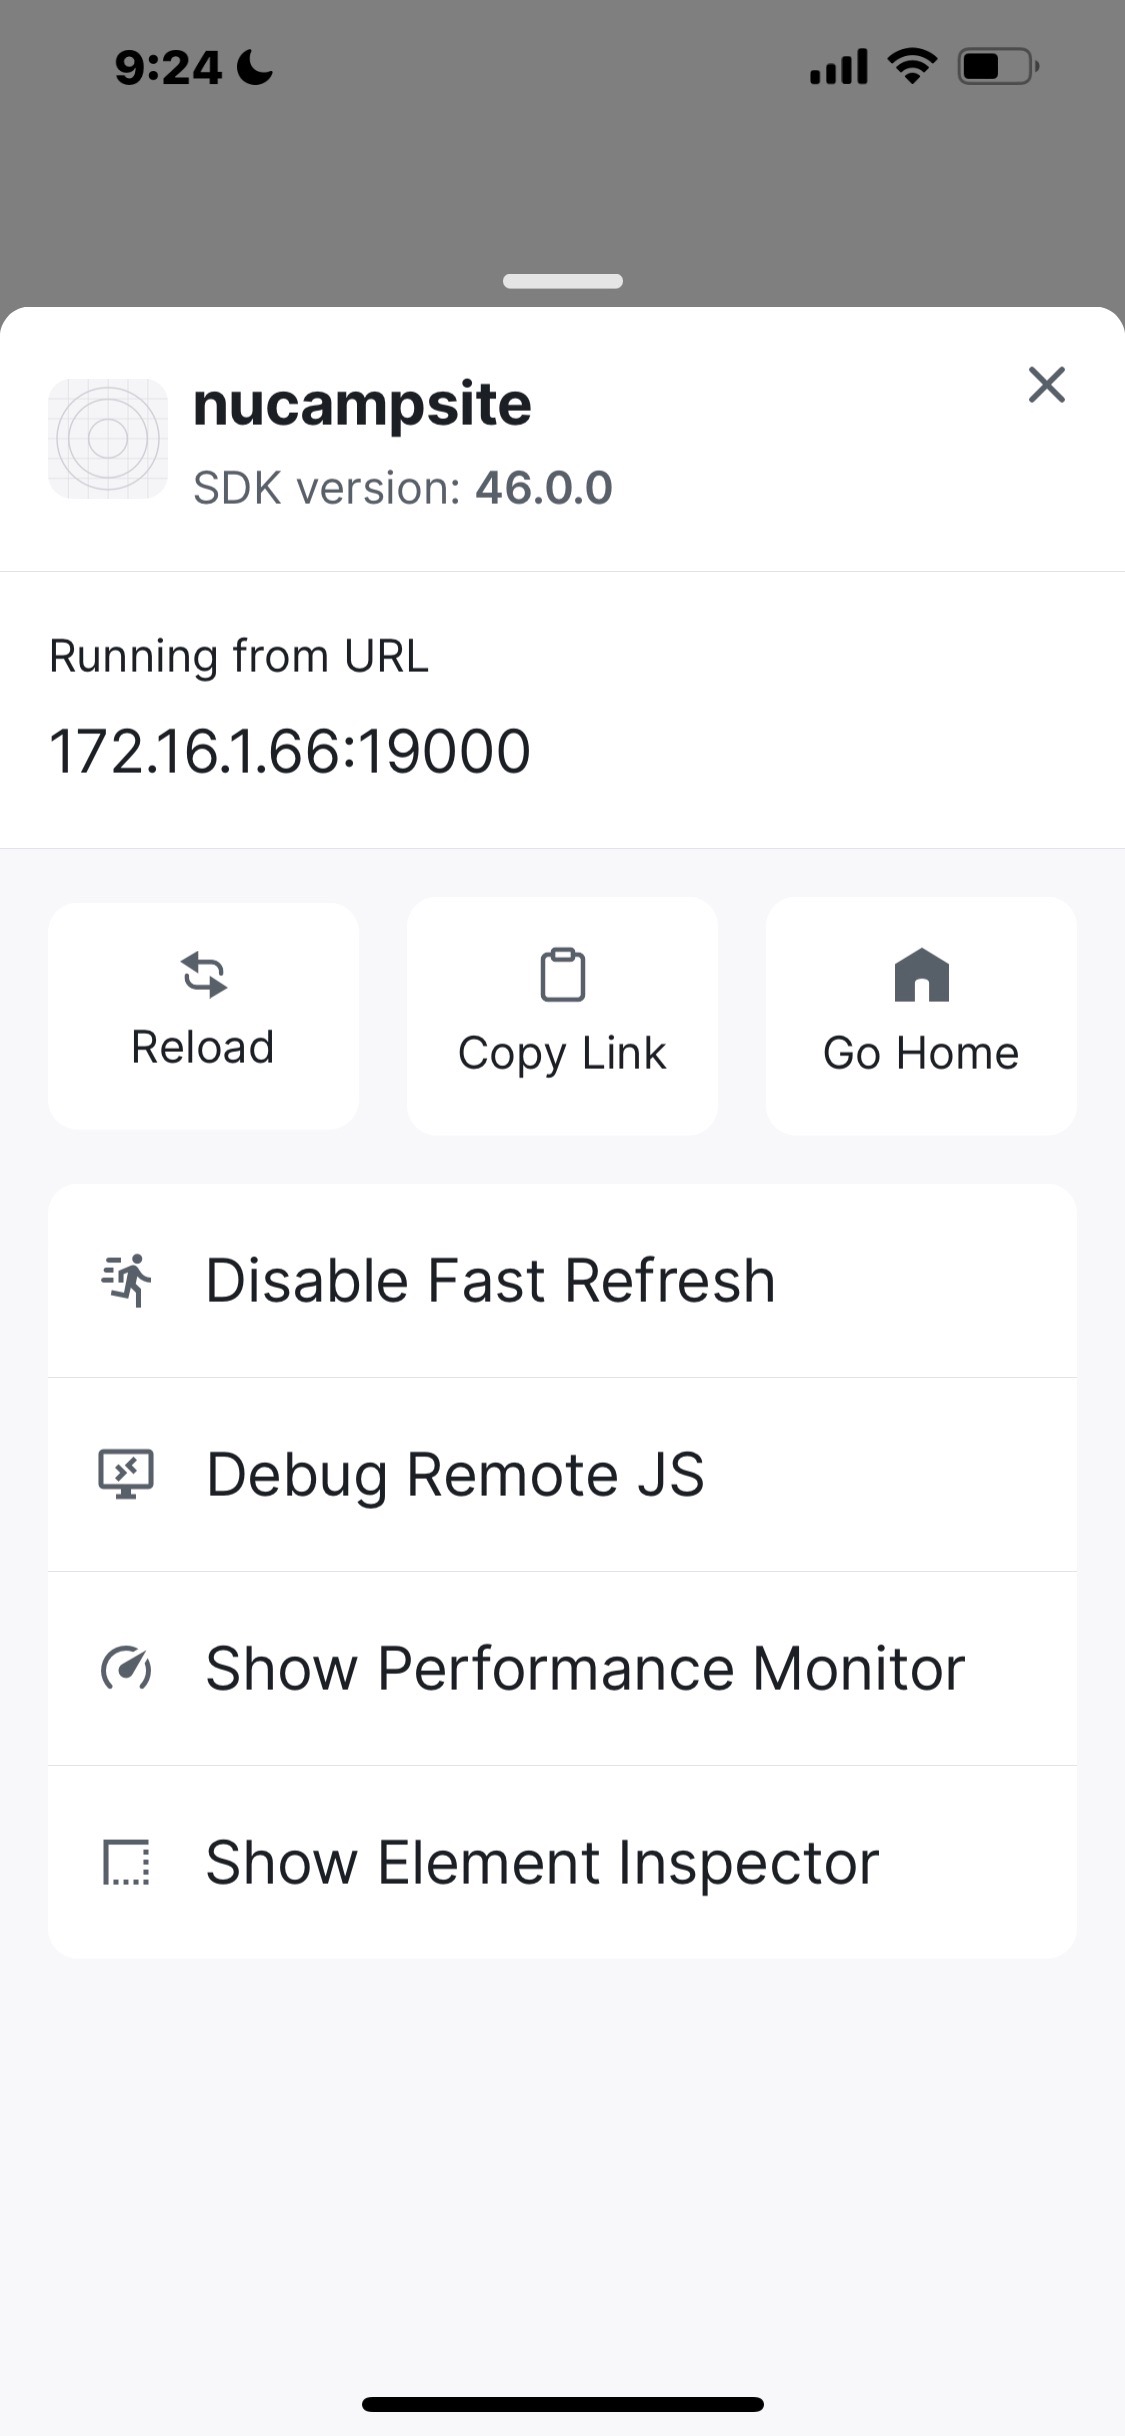 9:24
nucampsite
SDK version: 46.0.0
Running from URL
172.16.1.66:19000
Reload
Copy Link
Go Home
Disable Fast Refresh
Debug Remote JS
Show Performance Monitor
Show Element Inspector